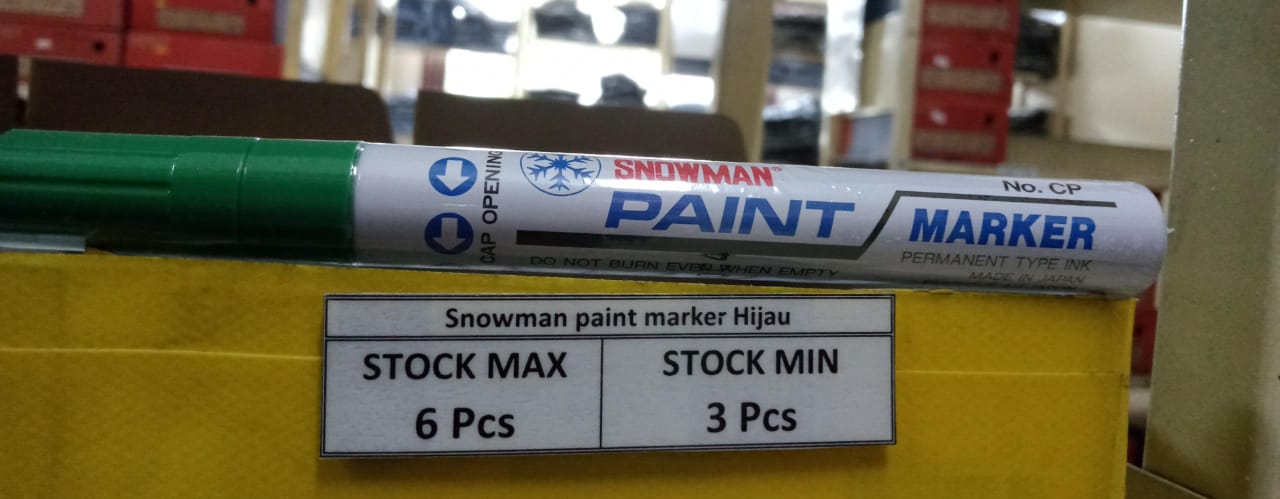 CAP OPENING
SNOWMAN®
PAINT
No. CP
MARKER
PERMANENT TYPE INK
MADE IN JAPAN
DO NOT BURN EVEN WHEN EMPTY
Snowman paint marker Hijau
STOCK MAX
6 Pcs
STOCK MIN
3 Pcs